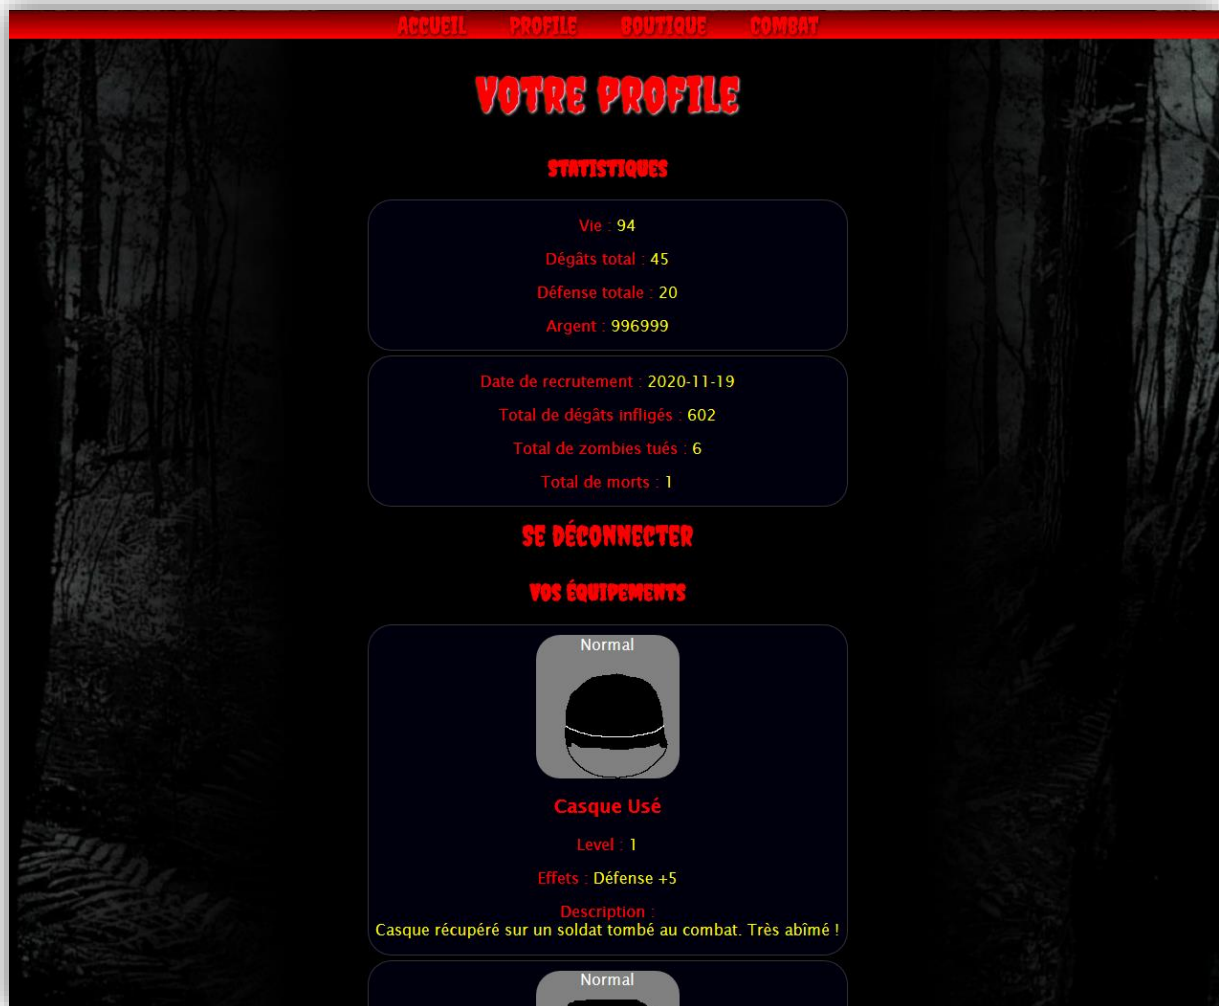 ACCUEIL PROFILE BOUTIQUE COMBAT
VOTRE PROFILE
STATISTIQUES
Vie : 94
Dégâts total : 45
Défense totale : 20
Argent : 996999
Date de recrutement : 2020-11-19
Total de dégâts infligés : 602
Total de zombies tués : 6
Total de morts : 1
SE DÉCONNECTER
VOS ÉQUIPEMENTS
Normal
Casque Usé
Level : 1
Effets : Défense +5
Description :
Casque récupéré sur un soldat tombé au combat. Très abîmé !
Normal